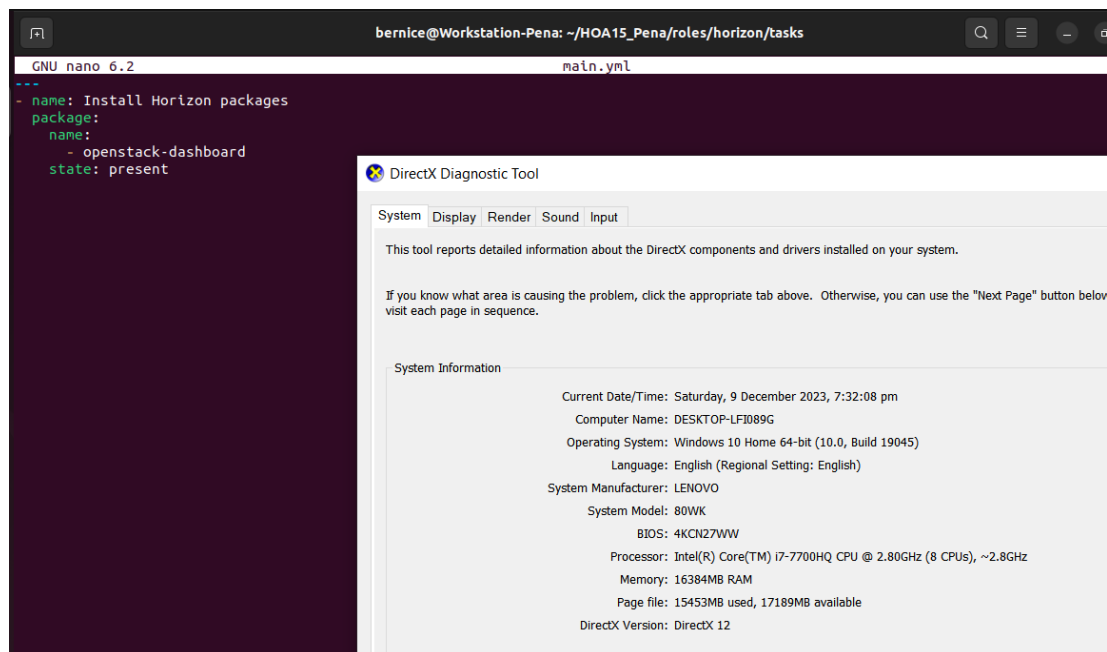 bernice@Workstation-Pena: ~/HOA15_Pena/roles/horizon/tasks
GNU nano 6.2 main.yml
---
- name: Install Horizon packages
  package:
    name:
      - openstack-dashboard
    state: present
DirectX Diagnostic Tool
System Display Render Sound Input
This tool reports detailed information about the DirectX components and drivers installed on your system.
If you know what area is causing the problem, click the appropriate tab above.  Otherwise, you can use the "Next Page" button below
visit each page in sequence.
System Information
Current Date/Time: Saturday, 9 December 2023, 7:32:08 pm
Computer Name: DESKTOP-LFI089G
Operating System: Windows 10 Home 64-bit (10.0, Build 19045)
Language: English (Regional Setting: English)
System Manufacturer: LENOVO
System Model: 80WK
BIOS: 4KCN27WW
Processor: Intel(R) Core(TM) i7-7700HQ CPU @ 2.80GHz (8 CPUs), ~2.8GHz
Memory: 16384MB RAM
Page file: 15453MB used, 17189MB available
DirectX Version: DirectX 12